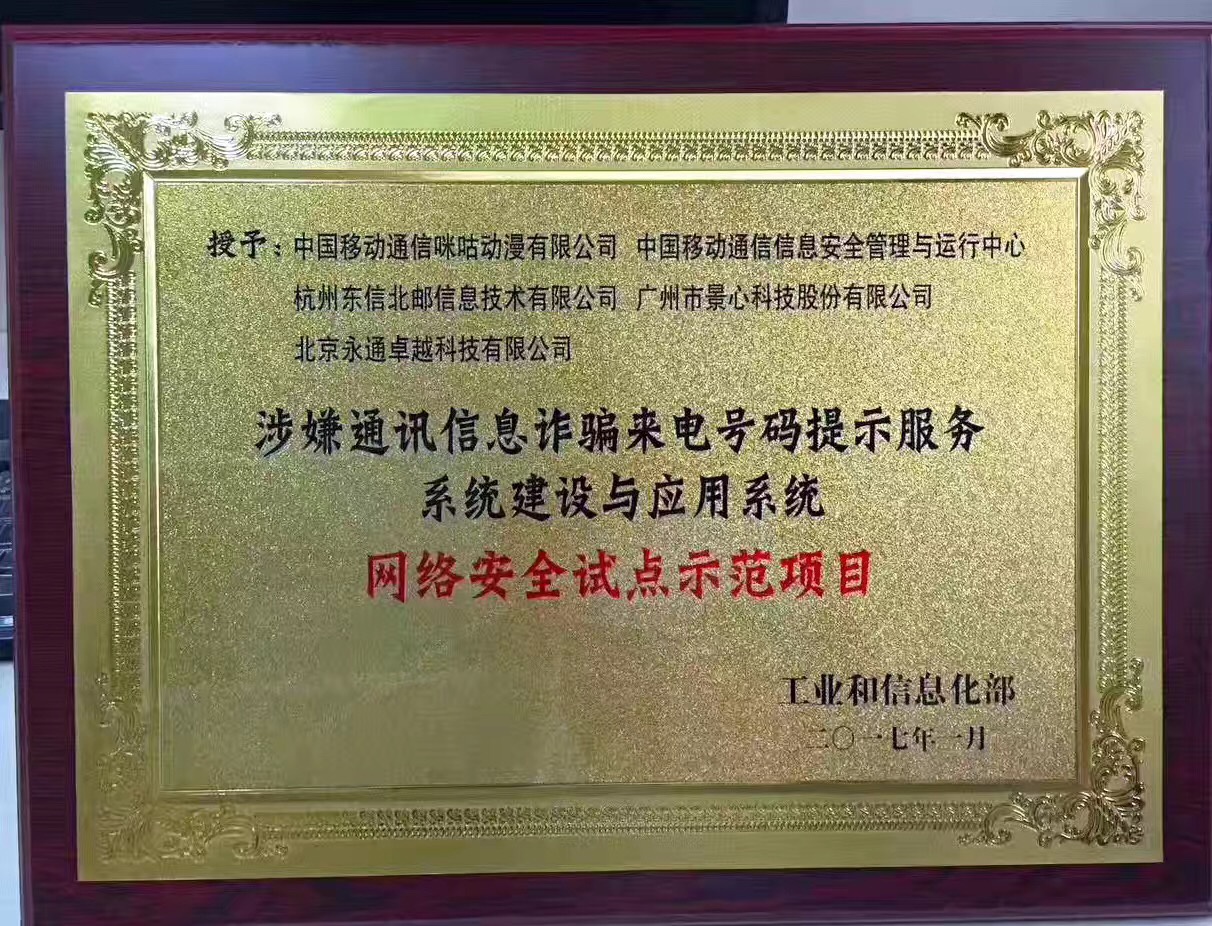 授予：中国移动通信咪咕动漫有限公司 中国移动通信信息安全管理与运行中心
杭州东信北邮信息技术有限公司 广州市景心科技股份有限公司
北京永通卓越科技有限公司
涉嫌通讯信息诈骗来电号码提示服务
系统建设与应用系统
网络安全试点示范项目
工业和信息化部
二〇一七年一月